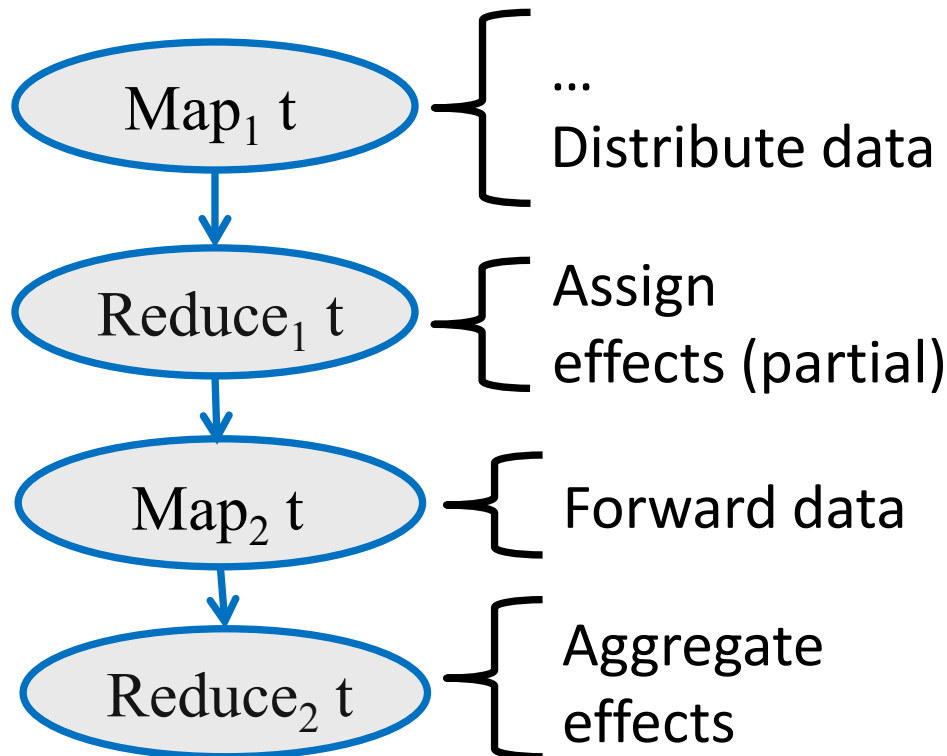 Map₁ t
...
Distribute data
Reduce₁ t
Assign
effects (partial)
Map₂ t
Forward data
Reduce₂ t
Aggregate
effects